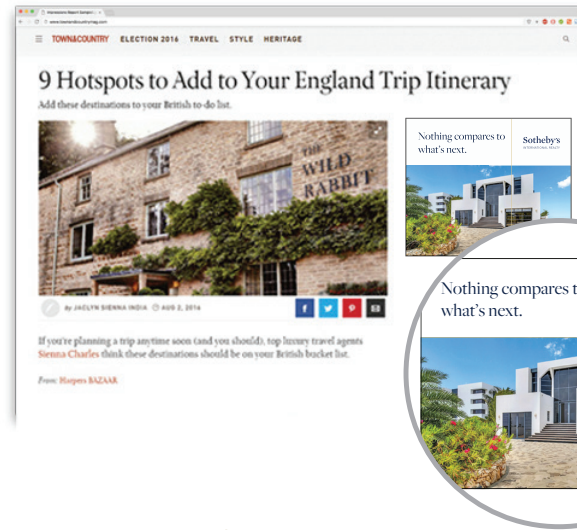 www.townandcountrymag.com
TOWN&COUNTRY ELECTION 2016 TRAVEL STYLE HERITAGE
9 Hotspots to Add to Your England Trip Itinerary
Add these destinations to your British to-do list.
THE
WILD
RABBIT
by JACLYN SIENNA INDIA AUG 2, 2016
If you're planning a trip anytime soon (and you should), top luxury travel agents
Sienna Charles think these destinations should be on your British bucket list.
From: Harpers BAZAAR
Nothing compares to
what's next.
Sotheby's
INTERNATIONAL REALTY
Nothing compares t
what's next.